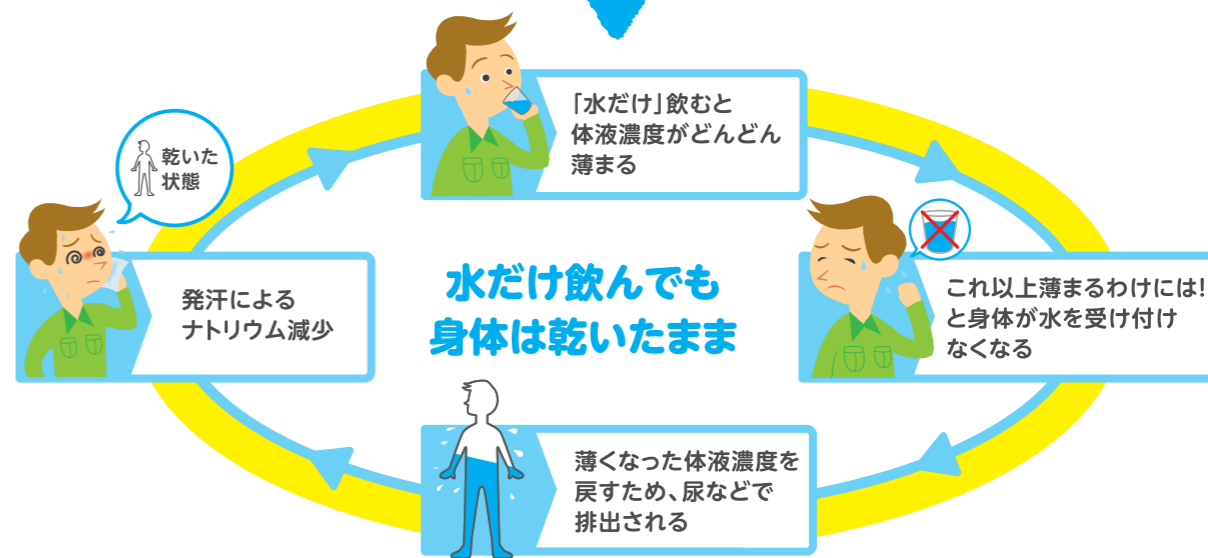 「水だけ」飲むと
体液濃度がどんどん
薄まる
乾いた
状態
発汗による
ナトリウム減少
水だけ飲んでも
身体は乾いたまま
これ以上薄まるわけには!
と身体が水を受け付け
なくなる
薄くなった体液濃度を
戻すため、尿などで
排出される